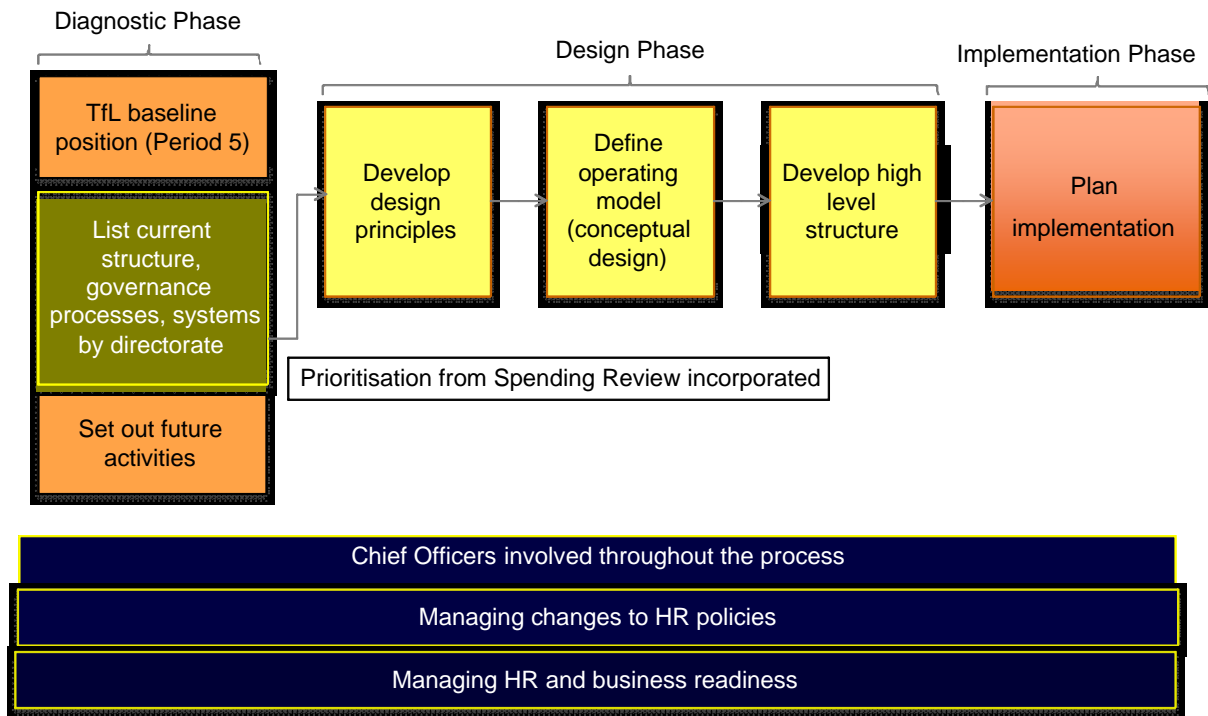 Diagnostic Phase
Design Phase
Implementation Phase
TfL baseline
position (Period 5)
List current
structure,
governance
processes, systems
by directorate
Set out future
activities
Develop
design
principles
Define
operating
model
(conceptual
design)
Develop high
level
structure
Plan
implementation
Prioritisation from Spending Review incorporated
Chief Officers involved throughout the process
Managing changes to HR policies
Managing HR and business readiness